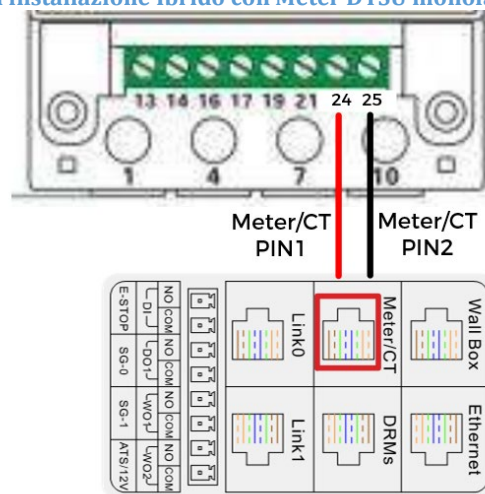 installazione ibrido con Meter DTSU monofa
13 14 16 17 19 21 24 25
1 4 7 10
Meter/CT
PIN1
Meter/CT
PIN2
E-STOP
DI
NO COM
SG-0
DO1
NO COM
SG-1
WO1
NO COM
ATS/12V
WO2
NO COM
Link0
Meter/CT
Wall Box
Link1
DRMs
Ethernet